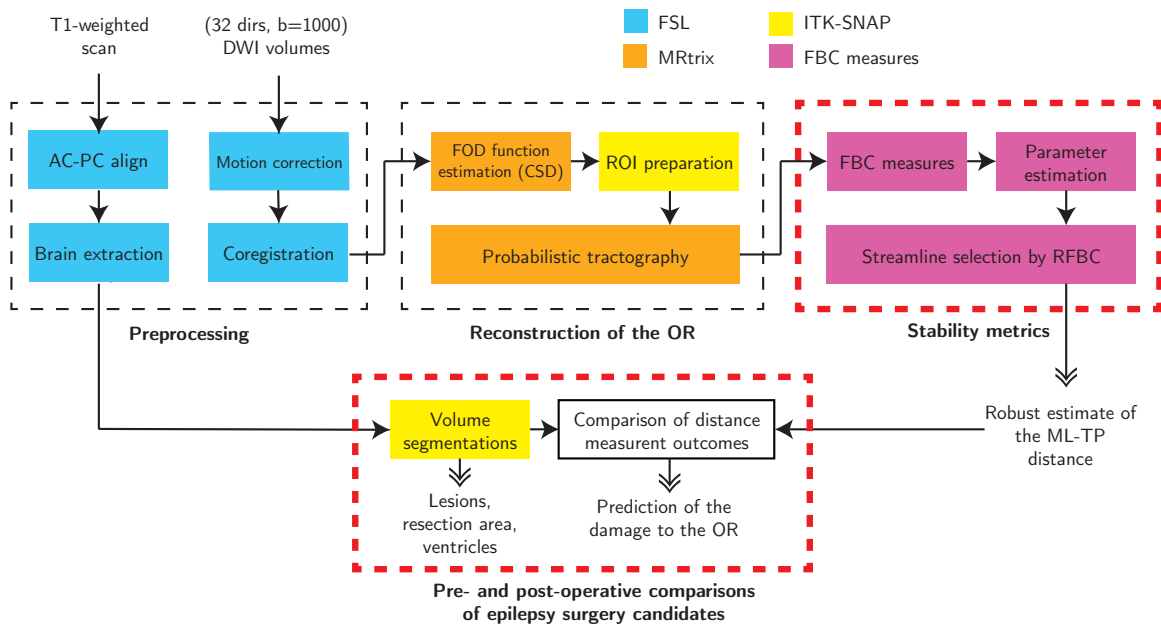 T1-weighted
scan
(32 dirs, b=1000)
DWI volumes
FSL
MRtrix
ITK-SNAP
FBC measures
AC-PC align
Motion correction
Brain extraction
Coregistration
Preprocessing
FOD function
estimation (CSD)
ROI preparation
Probabilistic tractography
Reconstruction of the OR
FBC measures
Parameter
estimation
Streamline selection by RFBC
Stability metrics
Volume
segmentations
Comparison of distance
measurent outcomes
Robust estimate of
the ML-TP
distance
Lesions,
resection area,
ventricles
Prediction of the
damage to the OR
Pre- and post-operative comparisons
of epilepsy surgery candidates